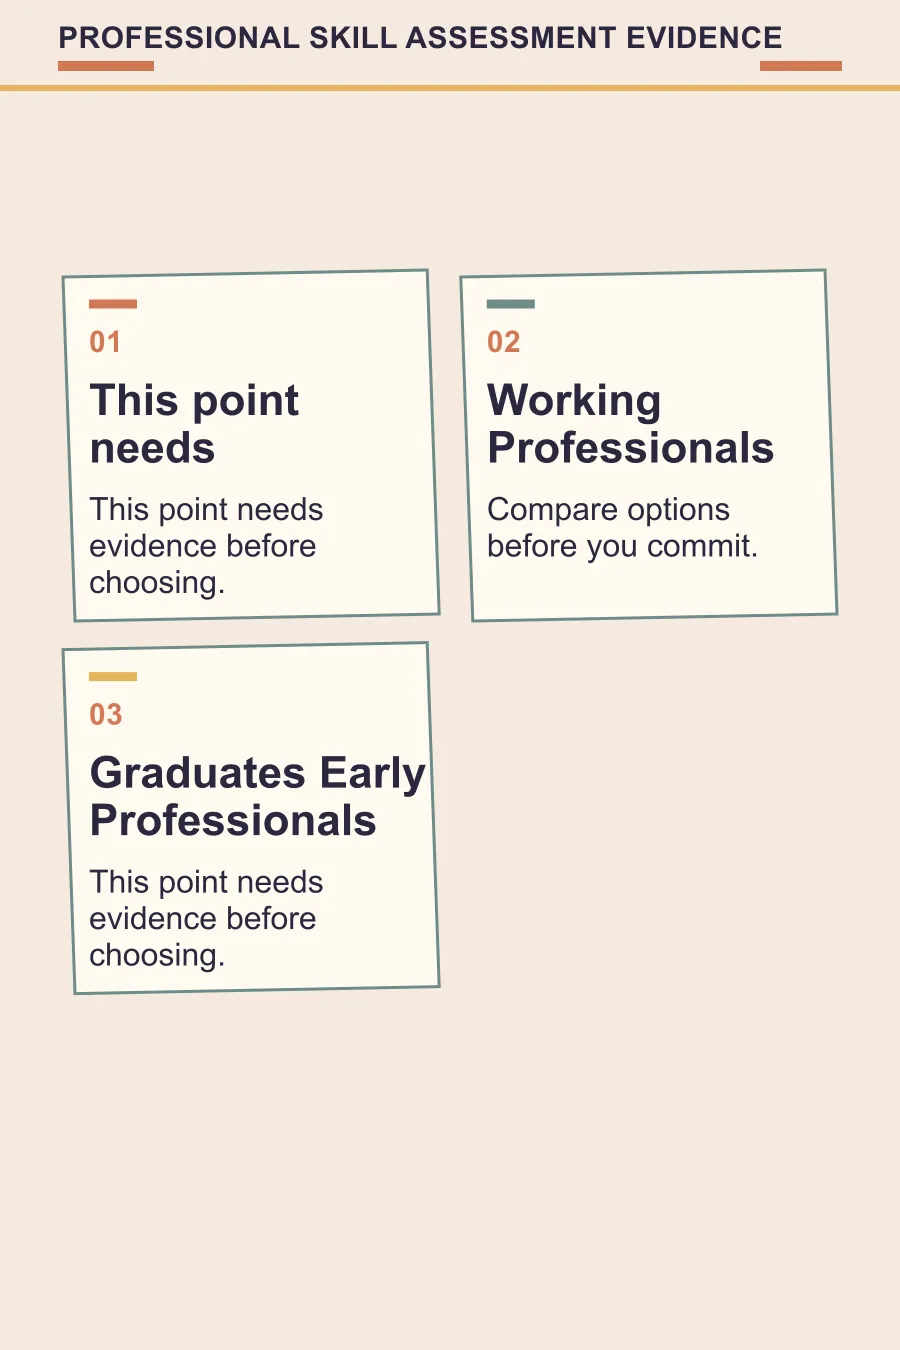 PROFESSIONAL SKILL ASSESSMENT EVIDENCE
01
This point
needs
This point needs
evidence before
choosing.
02
Working
Professionals
Compare options
before you commit.
03
Graduates Early
Professionals
This point needs
evidence before
choosing.